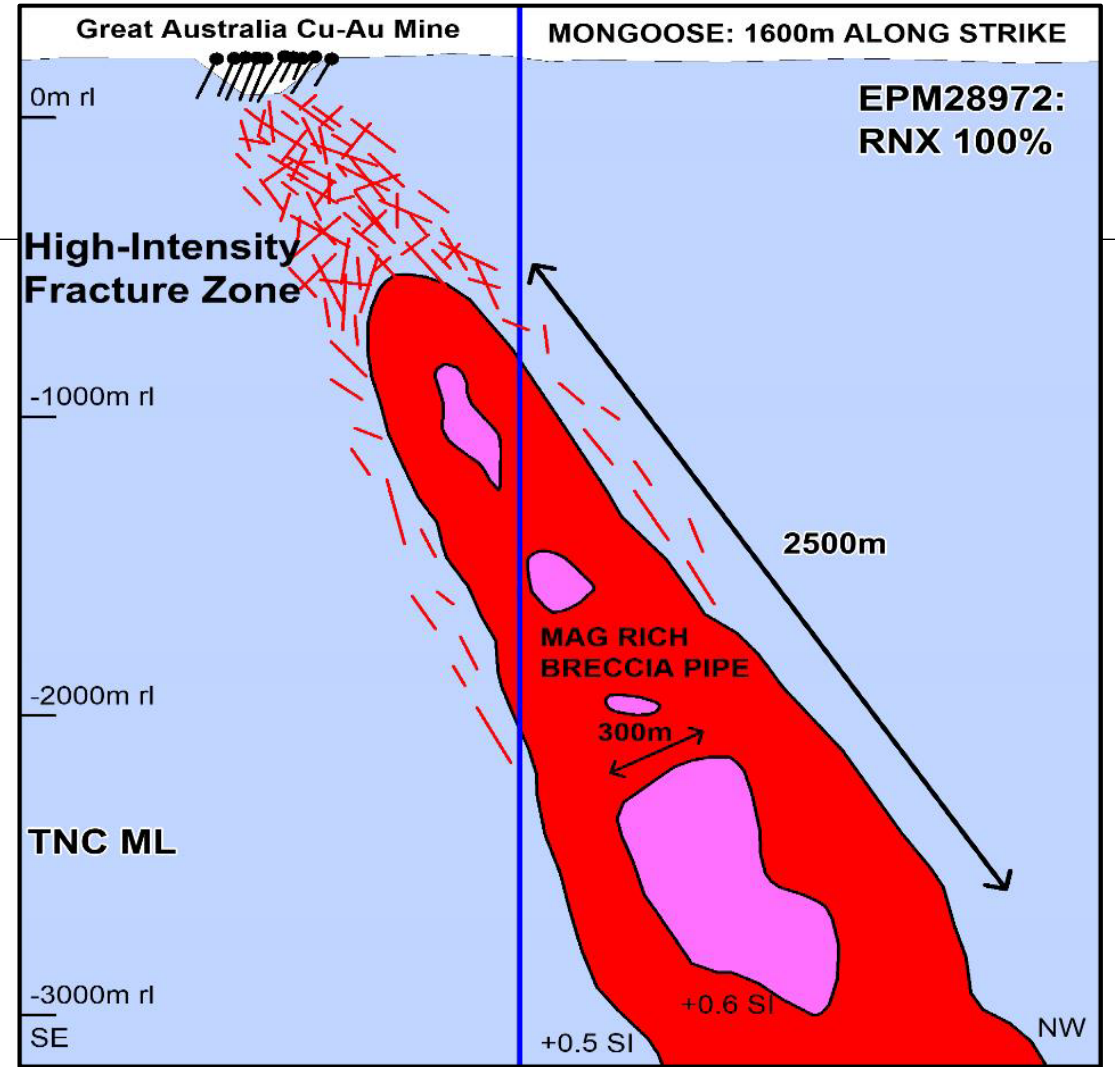 Great Australia Cu-Au Mine
MONGOOSE: 1600m ALONG STRIKE
0m rl
EPM28972:
RNX 100%
High-Intensity
Fracture Zone
-1000m rl
2500m
MAG RICH
BRECCIA PIPE
-2000m rl
300m
TNC ML
-3000m rl
+0.6 SI
SE
+0.5 SI
NW